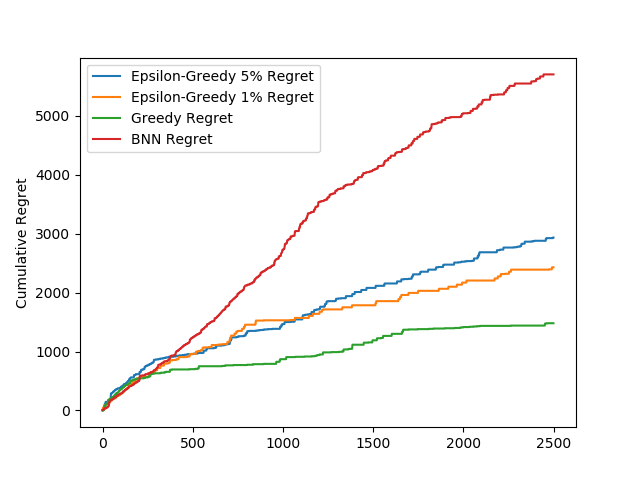 Epsilon-Greedy 5% Regret
Epsilon-Greedy 1% Regret
Greedy Regret
BNN Regret
Cumulative Regret
5000
4000
3000
2000
1000
0
0 500 1000 1500 2000 2500